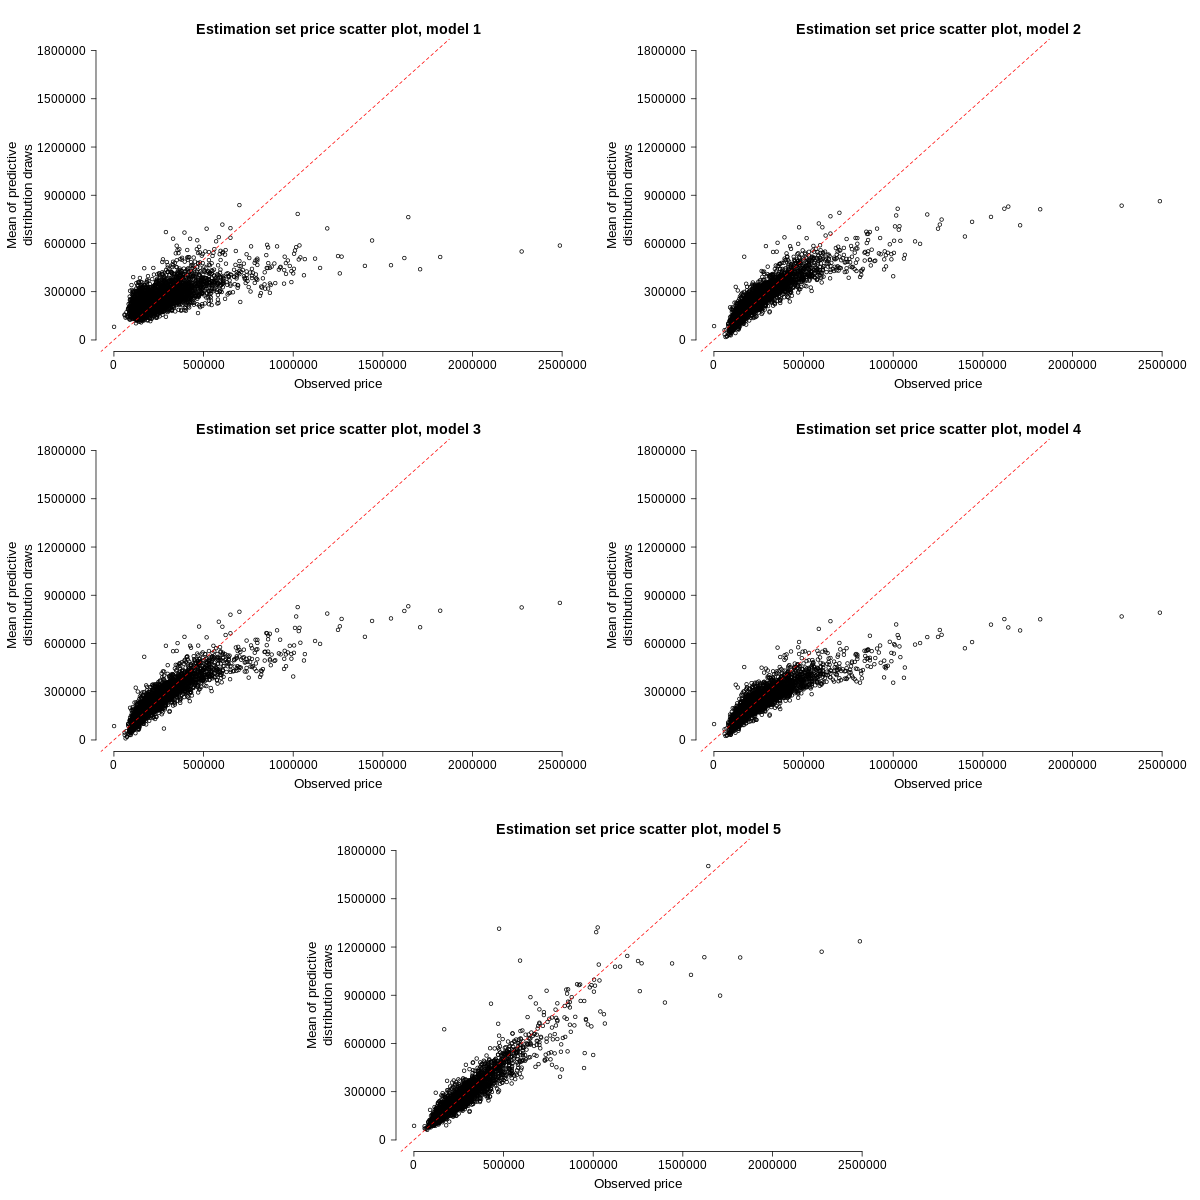 Estimation set price scatter plot, model 1
1800000
1500000
1200000
900000
600000
300000
0
Mean of predictive
distribution draws
0 500000 1000000 1500000 2000000 2500000
Observed price
Estimation set price scatter plot, model 2
1800000
1500000
1200000
900000
600000
300000
0
Mean of predictive
distribution draws
0 500000 1000000 1500000 2000000 2500000
Observed price
Estimation set price scatter plot, model 3
1800000
1500000
1200000
900000
600000
300000
0
Mean of predictive
distribution draws
0 500000 1000000 1500000 2000000 2500000
Observed price
Estimation set price scatter plot, model 4
1800000
1500000
1200000
900000
600000
300000
0
Mean of predictive
distribution draws
0 500000 1000000 1500000 2000000 2500000
Observed price
Estimation set price scatter plot, model 5
1800000
1500000
1200000
900000
600000
300000
0
Mean of predictive
distribution draws
0 500000 1000000 1500000 2000000 2500000
Observed price